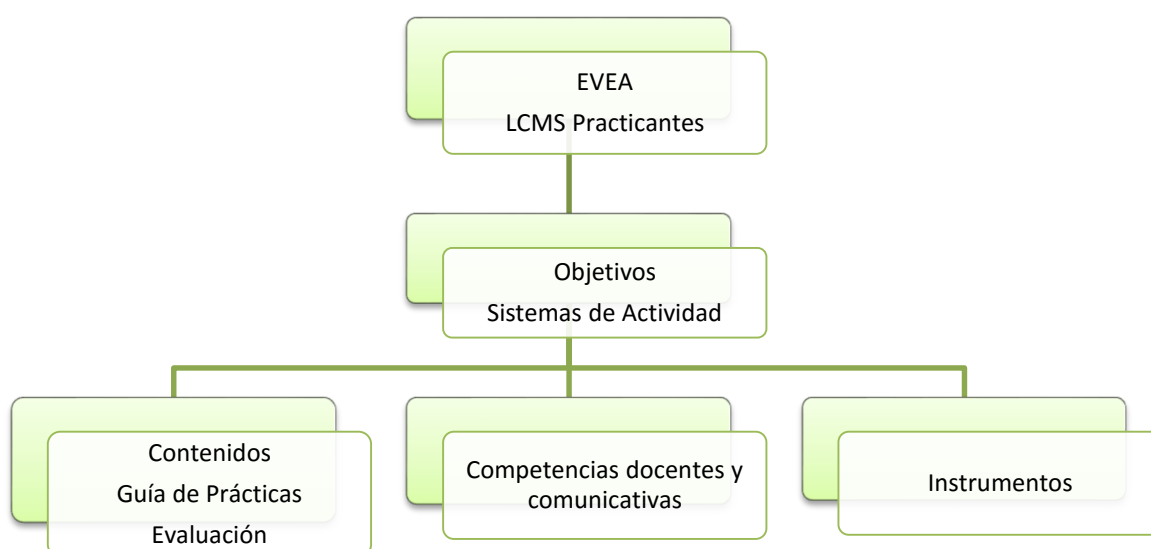 EVEA
LCMS Practicantes
Objetivos
Sistemas de Actividad
Contenidos
Guía de Prácticas
Evaluación
Competencias docentes y
comunicativas
Instrumentos